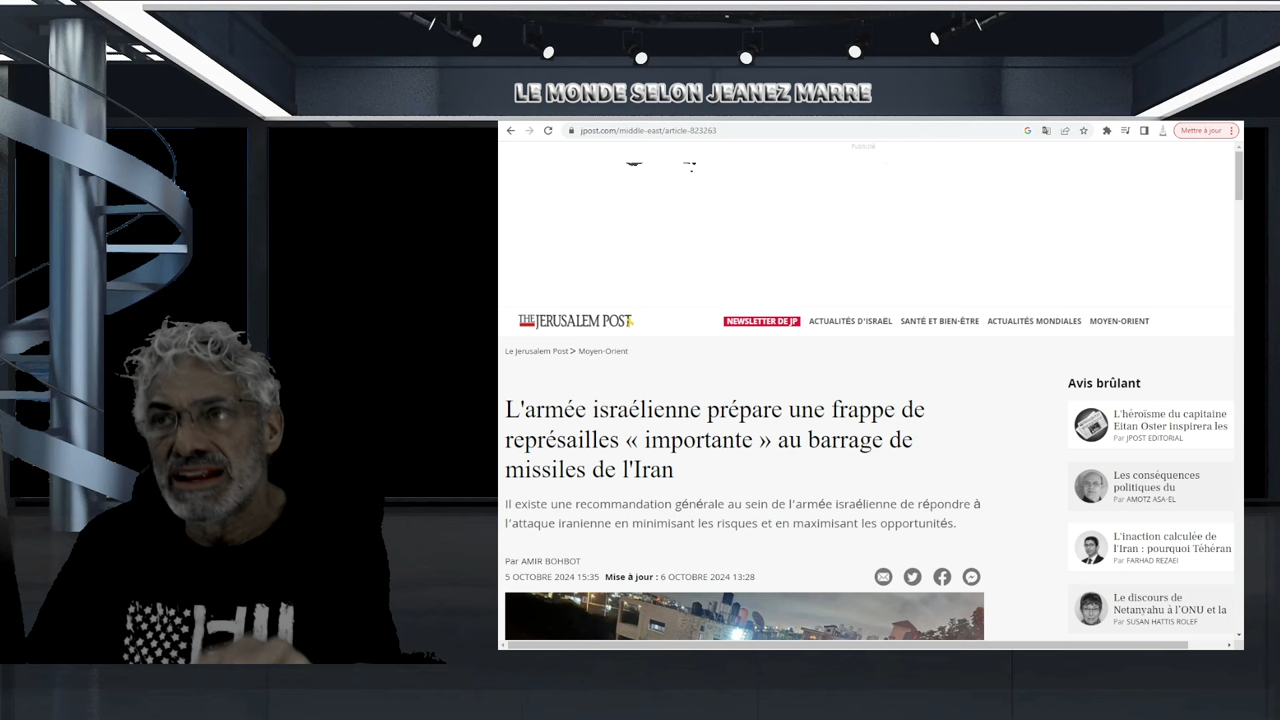 LE MONDE SELON JEANEZ MARRE
jpost.com/middle-east/article-823263
Mettre à jour
Publicité
THE JERUSALEM POST
NEWSLETTER DE JP
ACTUALITÉS D'ISRAËL
SANTÉ ET BIEN-ÊTRE
ACTUALITÉS MONDIALES
MOYEN-ORIENT
Le Jerusalem Post > Moyen-Orient
L'armée israélienne prépare une frappe de
représailles « importante » au barrage de
missiles de l'Iran
Il existe une recommandation générale au sein de l'armée israélienne de répondre à
l'attaque iranienne en minimisant les risques et en maximisant les opportunités.
Par AMIR BOHBOT
5 OCTOBRE 2024 15:35 Mise à jour : 6 OCTOBRE 2024 13:28
Avis brûlant
L'héroïsme du capitaine
Eitan Oster inspirera les
Par JPOST EDITORIAL
Les conséquences
politiques du
Par AMOTZ ASA-EL
L'inaction calculée de
l'Iran : pourquoi Téhéran
Par FARHAD REZAEI
Le discours de
Netanyahu à l'ONU et la
Par SUSAN HATTIS ROLEF